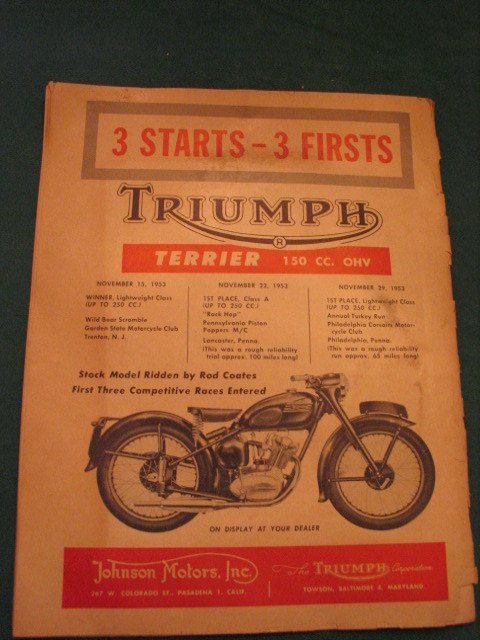 3 STARTS – 3 FIRSTS
TRIUMPH
®
TERRIER 150 CC. OHV
NOVEMBER 15, 1953
WINNER, Lightweight Class
(UP TO 250 CC.)
Wild Boar Scramble
Garden State Motorcycle Club
Trenton, N. J.
NOVEMBER 22, 1953
1ST PLACE, Class A
(UP TO 250 CC.)
"Rock Hop"
Pennsylvania Piston
Poppers M/C
Lancaster, Penna.
(This was a rough reliability
trial approx. 100 miles long)
NOVEMBER 29, 1953
1ST PLACE, Lightweight Class
(UP TO 250 CC.)
Annual Turkey Run
Philadelphia Corsairs Motor-
cycle Club
Philadelphia, Penna.
(This was a rough reliability
run approx. 65 miles long)
Stock Model Ridden by Rod Coates
First Three Competitive Races Entered
ON DISPLAY AT YOUR DEALER
Johnson Motors, Inc.
267 W. COLORADO ST., PASADENA 1, CALIF.
The TRIUMPH Corporation
TOWSON, BALTIMORE 4, MARYLAND